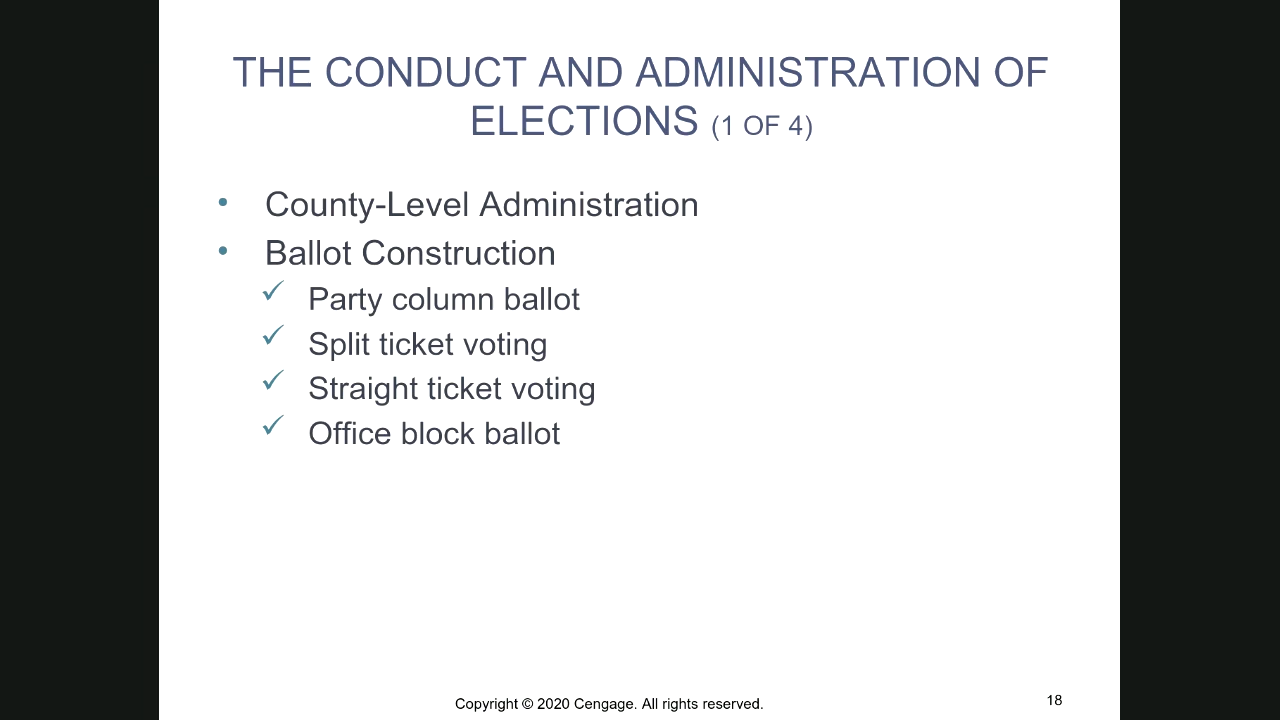 THE CONDUCT AND ADMINISTRATION OF
ELECTIONS (1 OF 4)
• County-Level Administration
• Ballot Construction
✓ Party column ballot
✓ Split ticket voting
✓ Straight ticket voting
✓ Office block ballot
Copyright © 2020 Cengage. All rights reserved.
18